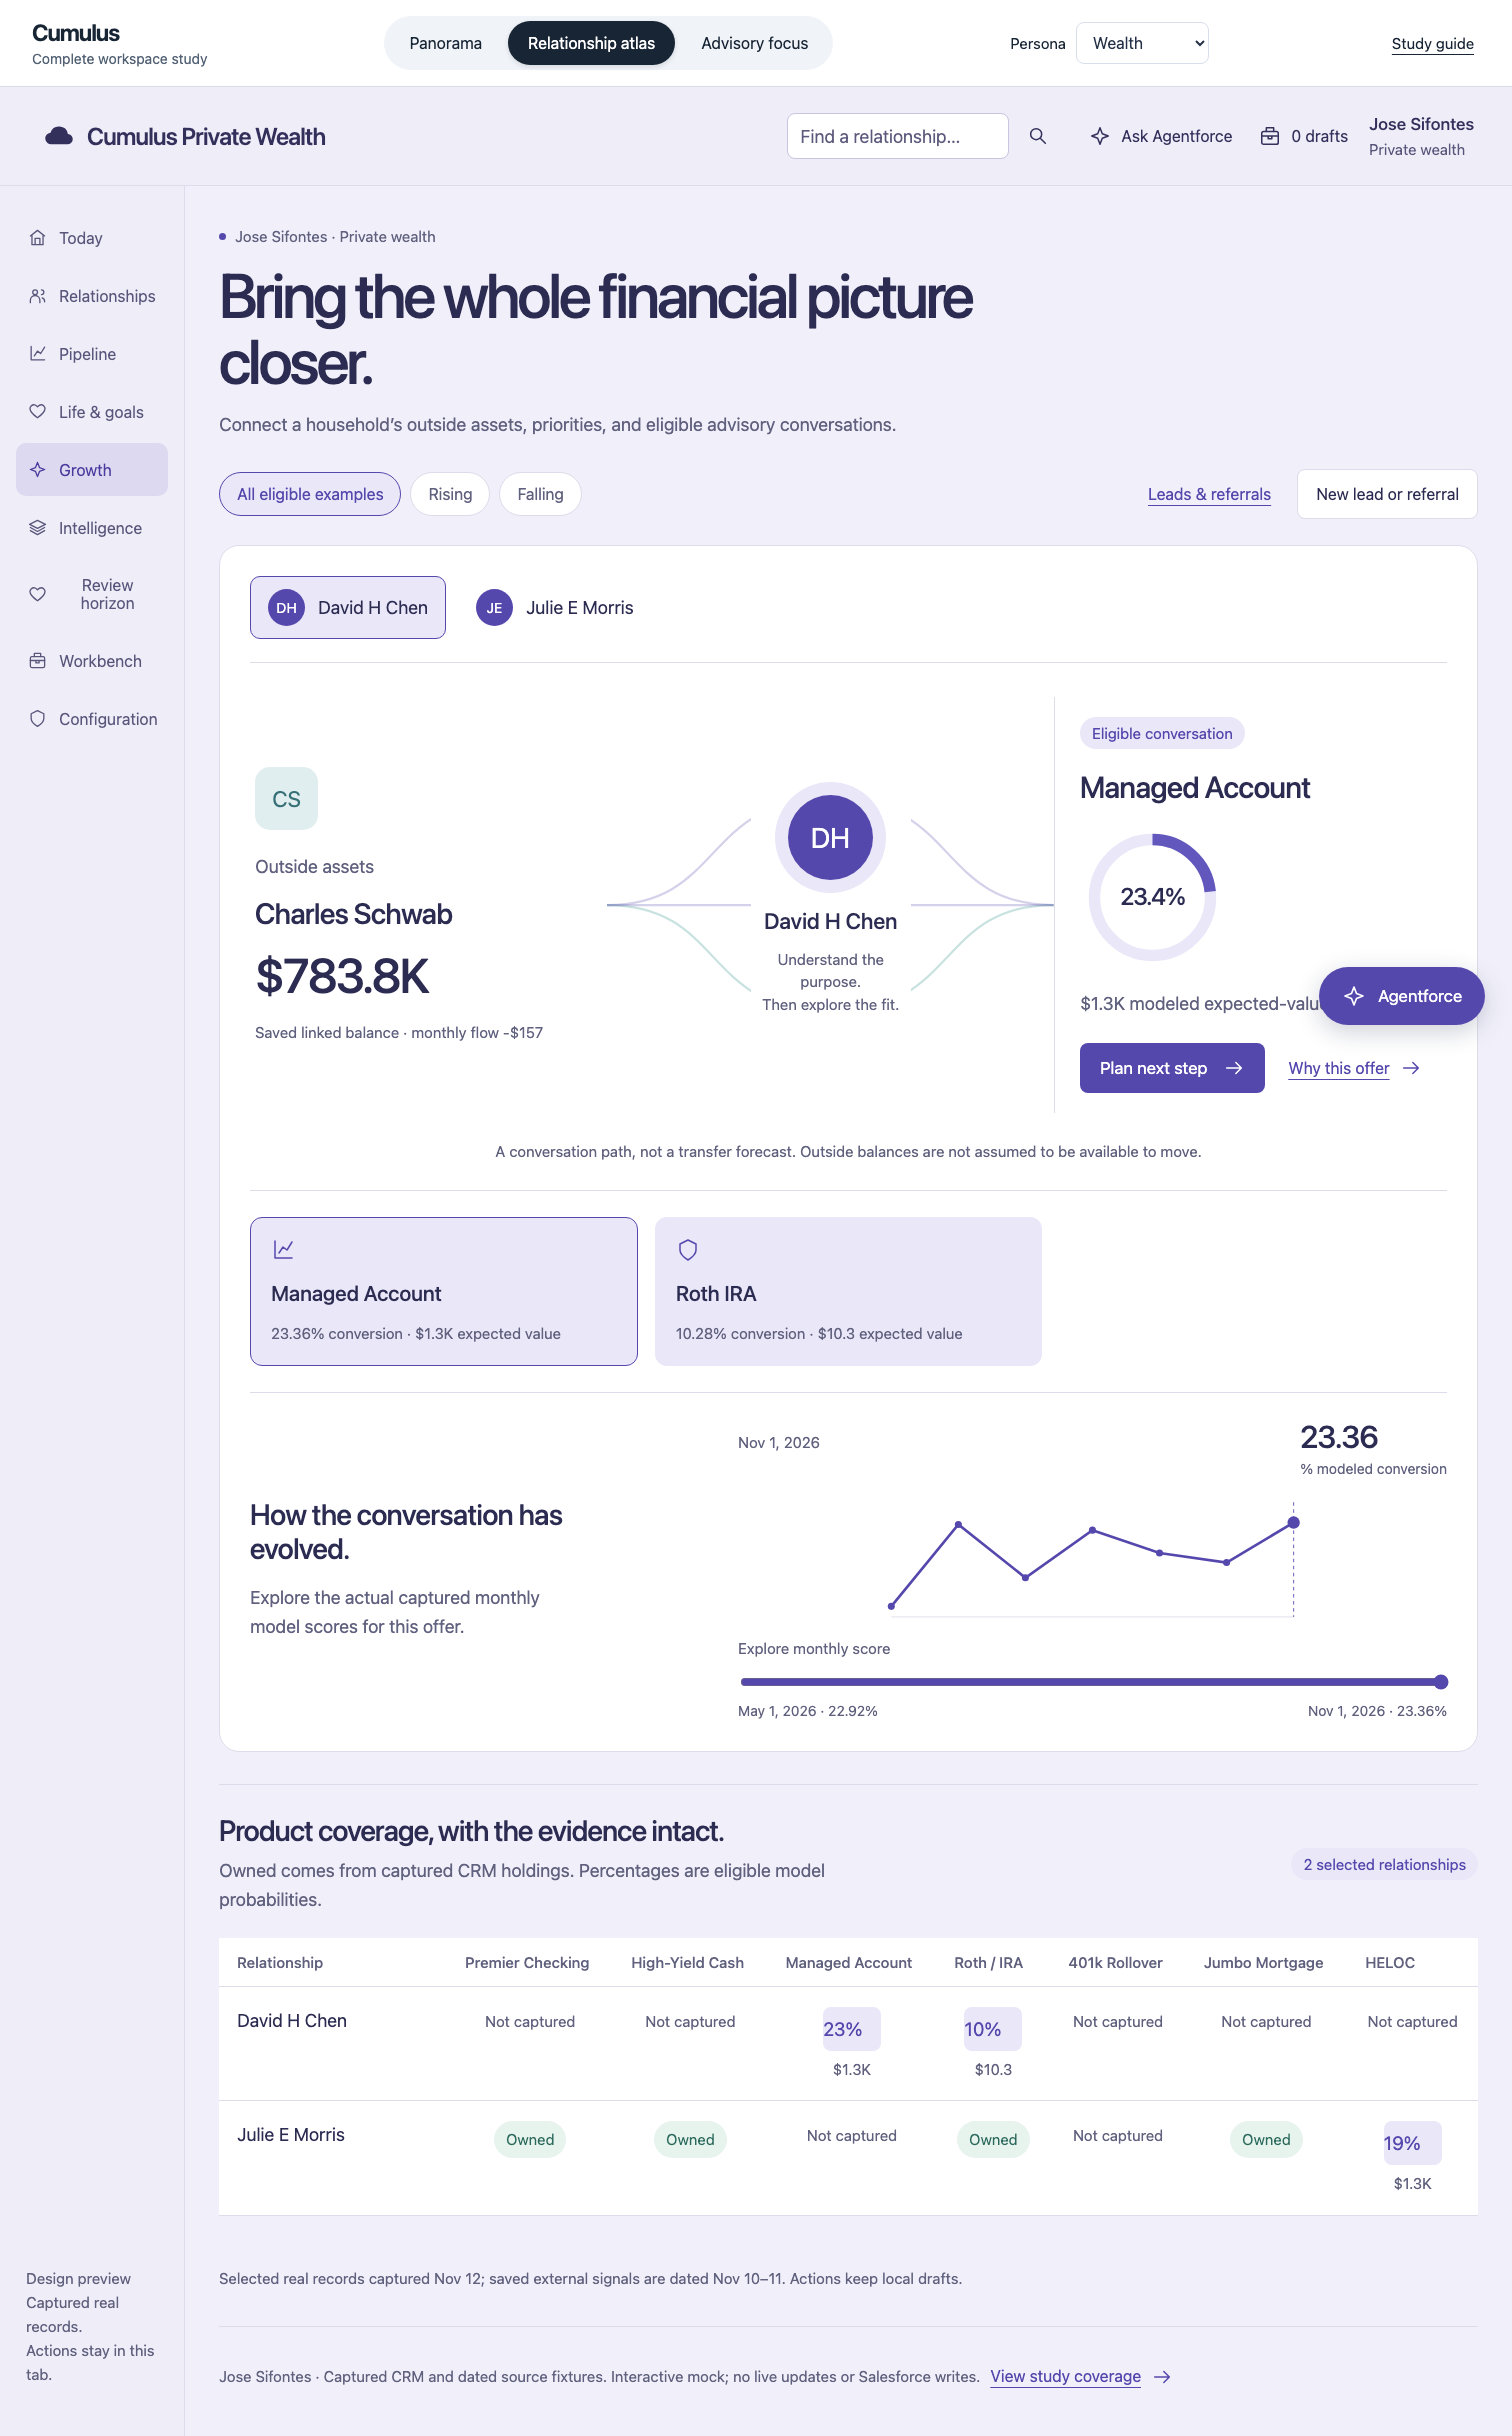 Cumulus
Complete workspace study
Panorama
Relationship atlas
Advisory focus
Persona
Wealth
Study guide
Cumulus Private Wealth
Find a relationship...
Ask Agentforce
0 drafts
Jose Sifontes
Private wealth
Today
Relationships
Pipeline
Life & goals
Growth
Intelligence
Review
horizon
Workbench
Configuration
Jose Sifontes · Private wealth
Bring the whole financial picture
closer.
Connect a household’s outside assets, priorities, and eligible advisory conversations.
All eligible examples
Rising
Falling
Leads & referrals
New lead or referral
DH
David H Chen
JE
Julie E Morris
CS
Outside assets
Charles Schwab
$783.8K
Saved linked balance · monthly flow -$157
DH
David H Chen
Understand the
purpose.
Then explore the fit.
Eligible conversation
Managed Account
23.4%
$1.3K modeled expected-valu
Agentforce
Plan next step
Why this offer
A conversation path, not a transfer forecast. Outside balances are not assumed to be available to move.
Managed Account
23.36% conversion · $1.3K expected value
Roth IRA
10.28% conversion · $10.3 expected value
How the conversation has
evolved.
Explore the actual captured monthly
model scores for this offer.
Nov 1, 2026
23.36
% modeled conversion
Explore monthly score
May 1, 2026 · 22.92%
Nov 1, 2026 · 23.36%
Product coverage, with the evidence intact.
Owned comes from captured CRM holdings. Percentages are eligible model
probabilities.
2 selected relationships
Relationship Premier Checking High-Yield Cash Managed Account Roth / IRA 401k Rollover Jumbo Mortgage HELOC
David H Chen Not captured Not captured 23% 10% Not captured Not captured Not captured
$1.3K $10.3
Julie E Morris Owned Owned Not captured Owned Not captured Owned 19%
$1.3K
Selected real records captured Nov 12; saved external signals are dated Nov 10–11. Actions keep local drafts.
Design preview
Captured real
records.
Actions stay in this
tab.
Jose Sifontes · Captured CRM and dated source fixtures. Interactive mock; no live updates or Salesforce writes. View study coverage